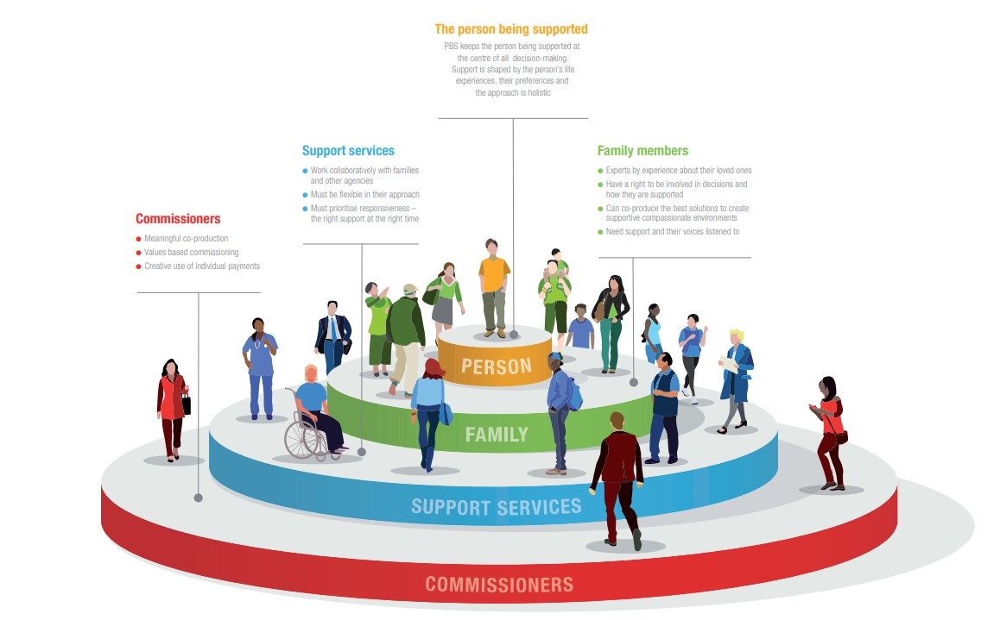 The person being supported
PBS keeps the person being supported at
the centre of all decision-making.
Support is shaped by the person's life
experiences, their preferences and
the approach is holistic
Support services
● Work collaboratively with families
and other agencies
● Must be flexible in their approach
● Must prioritise responsiveness –
the right support at the right time
Family members
● Experts by experience about their loved ones
● Have a right to be involved in decisions and
how they are supported
● Can co-produce the best solutions to create
supportive compassionate environments
● Need support and their voices listened to
Commissioners
● Meaningful co-production
● Values based commissioning
● Creative use of individual payments
PERSON
FAMILY
SUPPORT SERVICES
COMMISSIONERS